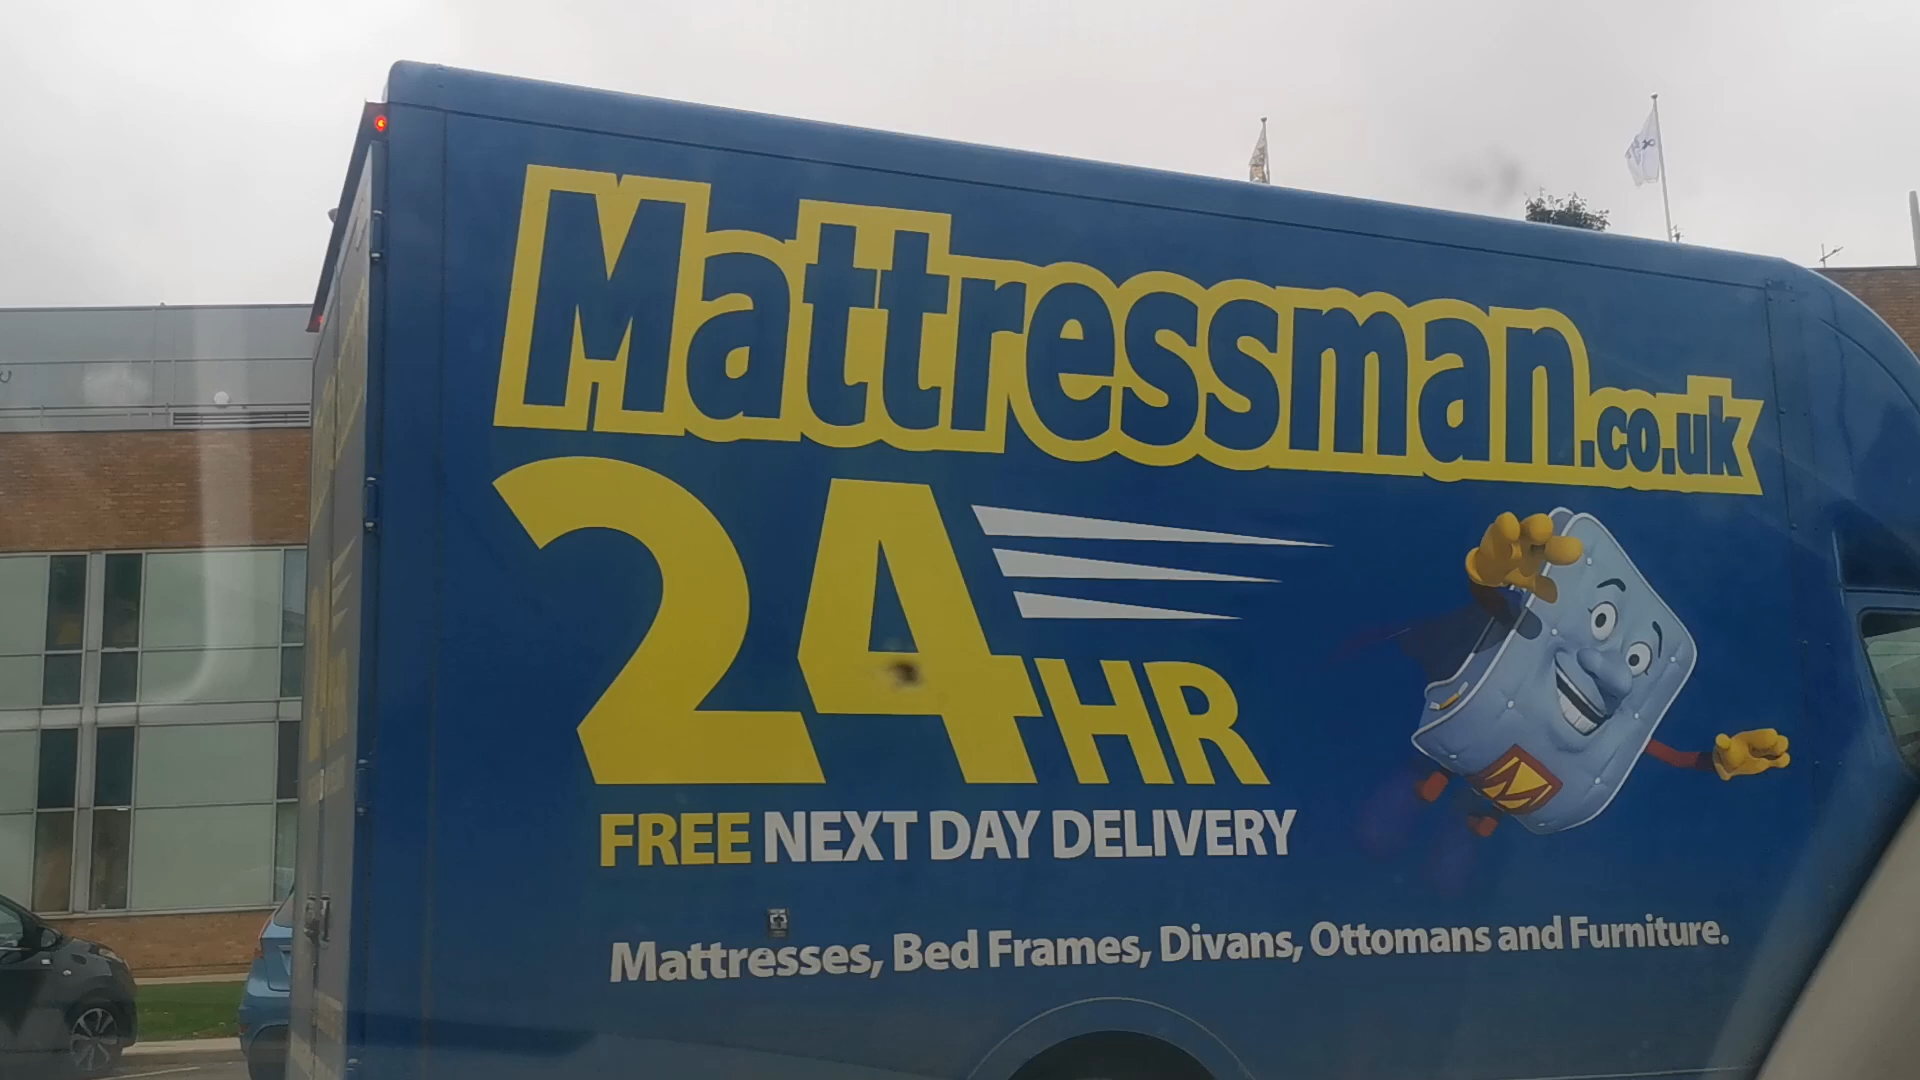 Mattressman.co.uk
24HR
FREE NEXT DAY DELIVERY
M
Mattresses, Bed Frames, Divans, Ottomans and Furniture.